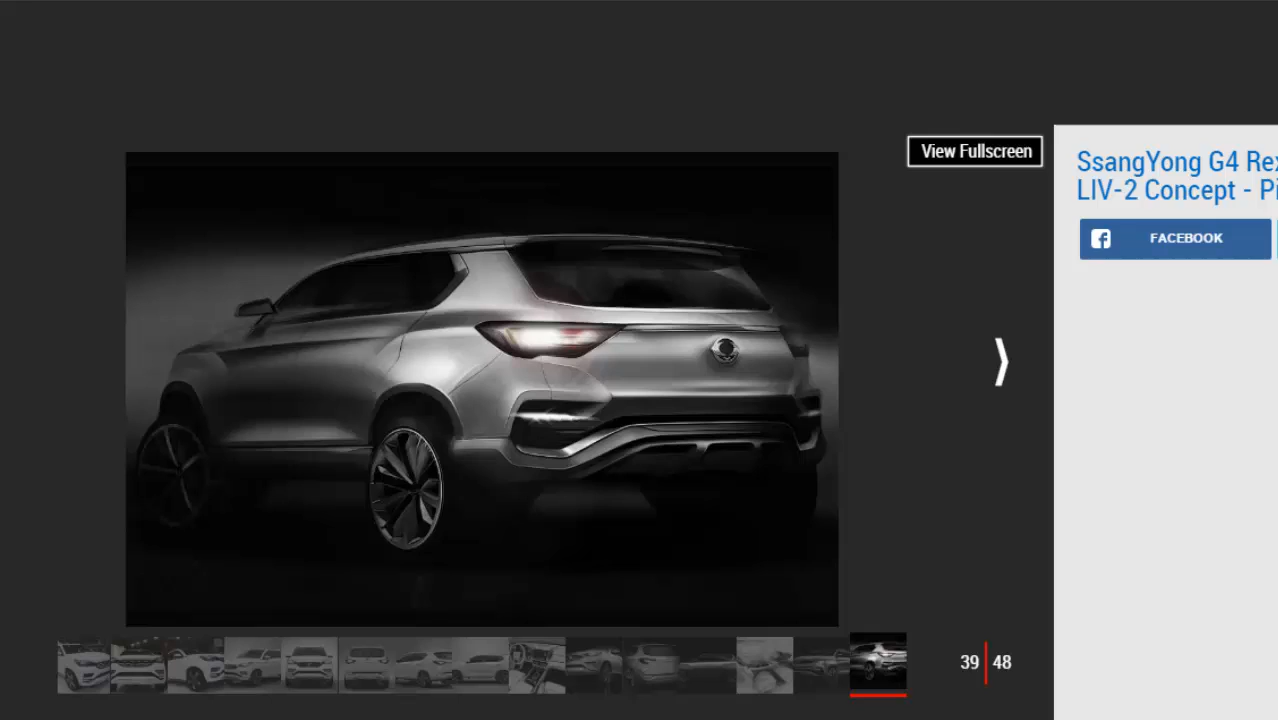 View Fullscreen
SsangYong G4 Rex
LIV-2 Concept - Pi
FACEBOOK
39 48